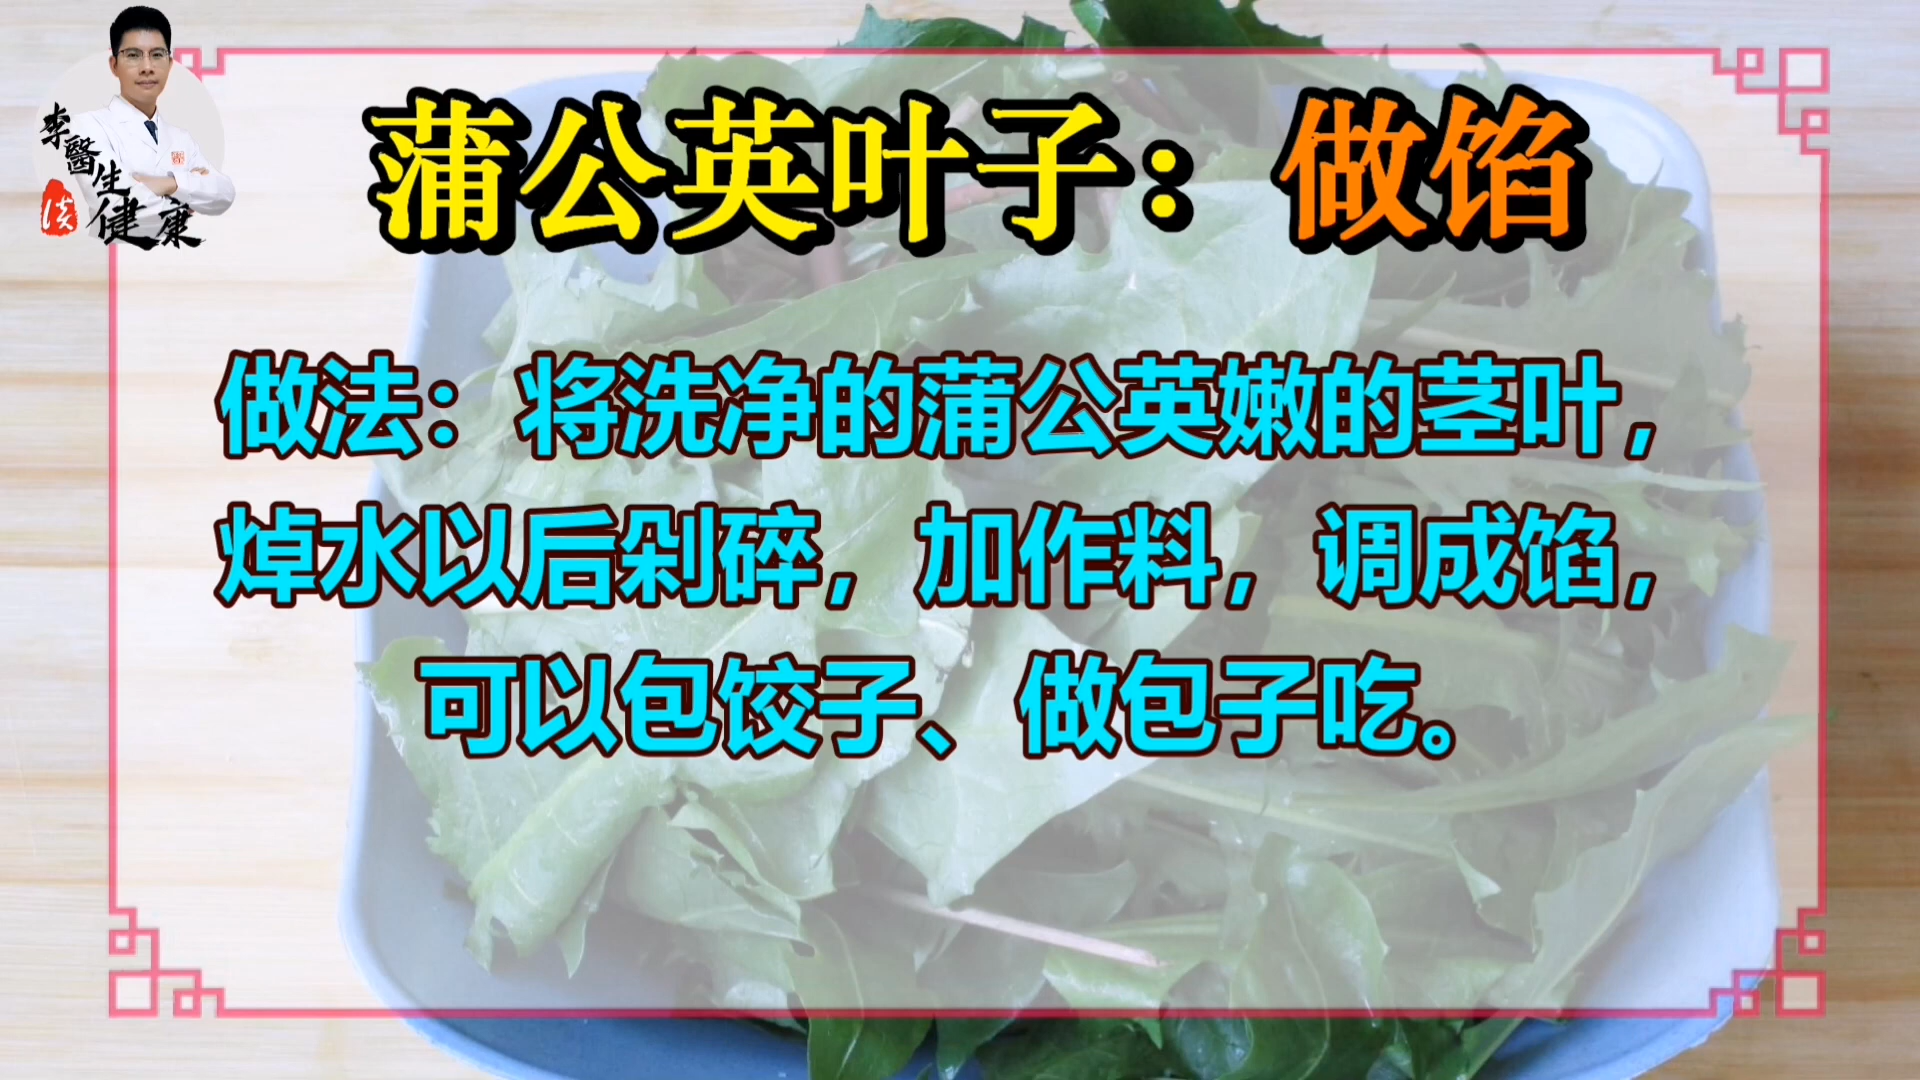 李醫生
谈健康
蒲公英叶子：做馅
做法：将洗净的蒲公英嫩的茎叶，
焯水以后剁碎，加作料，调成馅，
可以包饺子、做包子吃。